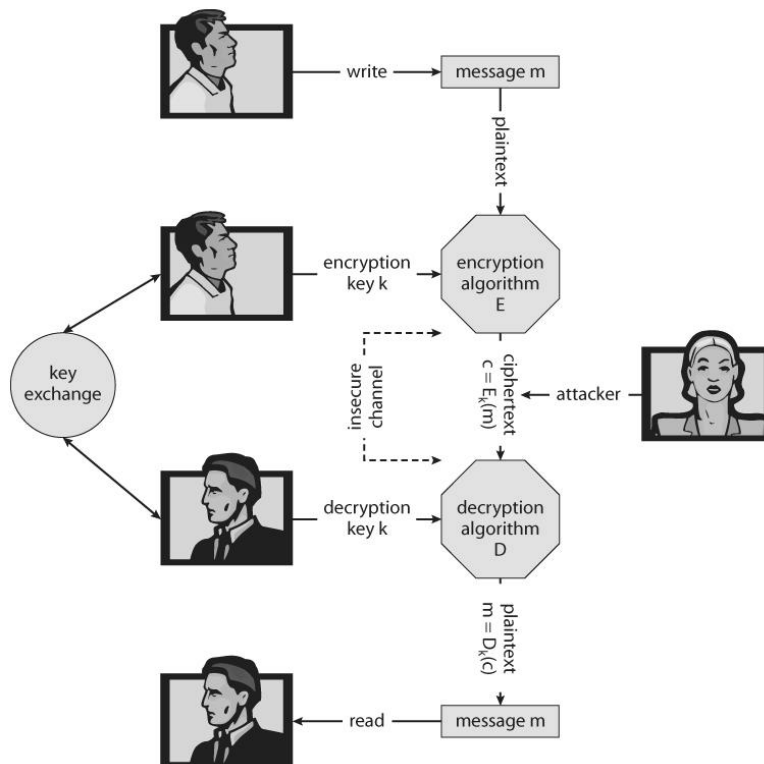 write
message m
plaintext
encryption
key k
encryption
algorithm
E
key
exchange
insecure
channel
ciphertext
c = Eₖ(m)
attacker
decryption
key k
decryption
algorithm
D
plaintext
m = Dₖ(c)
read
message m